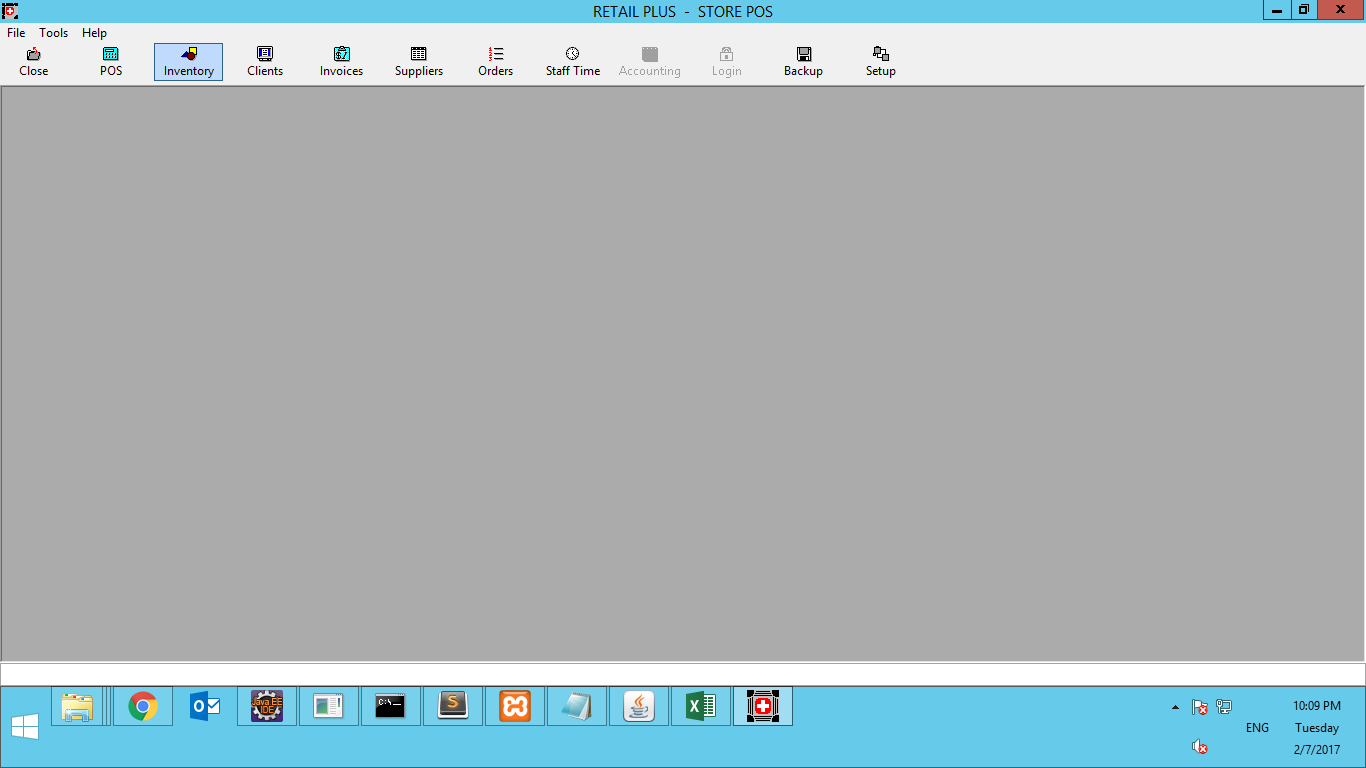 RETAIL PLUS - STORE POS
File Tools Help
Close POS Inventory Clients Invoices Suppliers Orders Staff Time Accounting Login Backup Setup
Java EE
IDE
C:\
10:09 PM
ENG Tuesday
2/7/2017